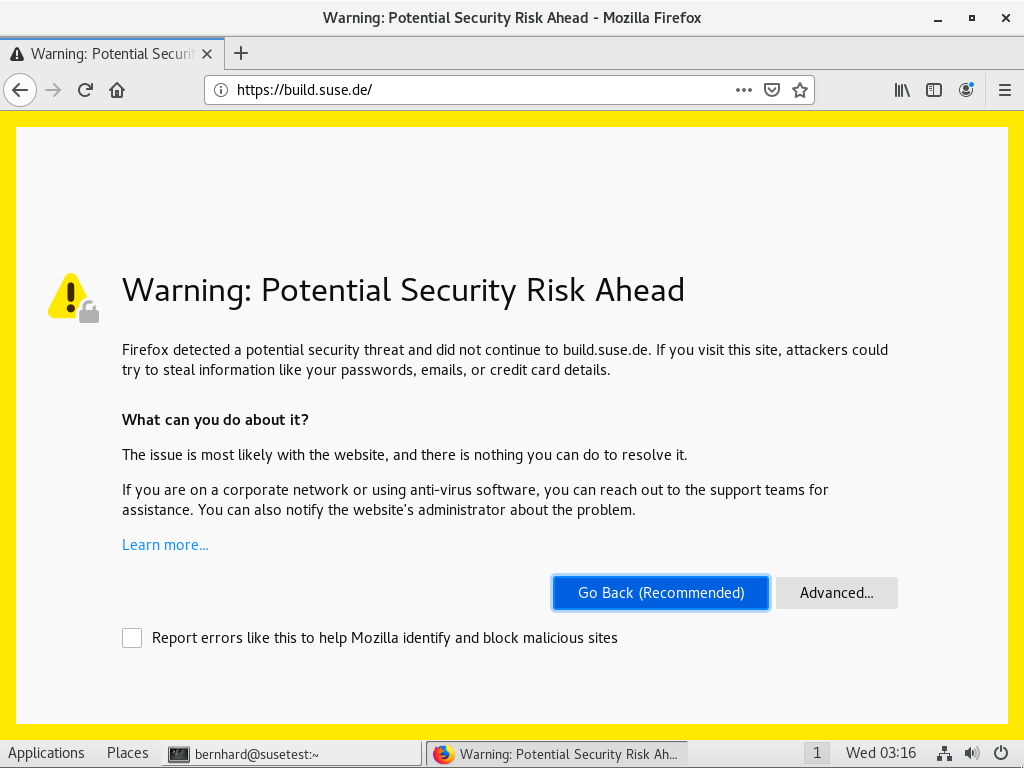 Warning: Potential Security Risk Ahead - Mozilla Firefox
Warning: Potential Securit
https://build.suse.de/
Warning: Potential Security Risk Ahead
Firefox detected a potential security threat and did not continue to build.suse.de. If you visit this site, attackers could
try to steal information like your passwords, emails, or credit card details.
What can you do about it?
The issue is most likely with the website, and there is nothing you can do to resolve it.
If you are on a corporate network or using anti-virus software, you can reach out to the support teams for
assistance. You can also notify the website’s administrator about the problem.
Learn more…
Go Back (Recommended)
Advanced...
Report errors like this to help Mozilla identify and block malicious sites
Applications Places bernhard@susetest:~ Warning: Potential Security Risk Ah... 1 Wed 03:16